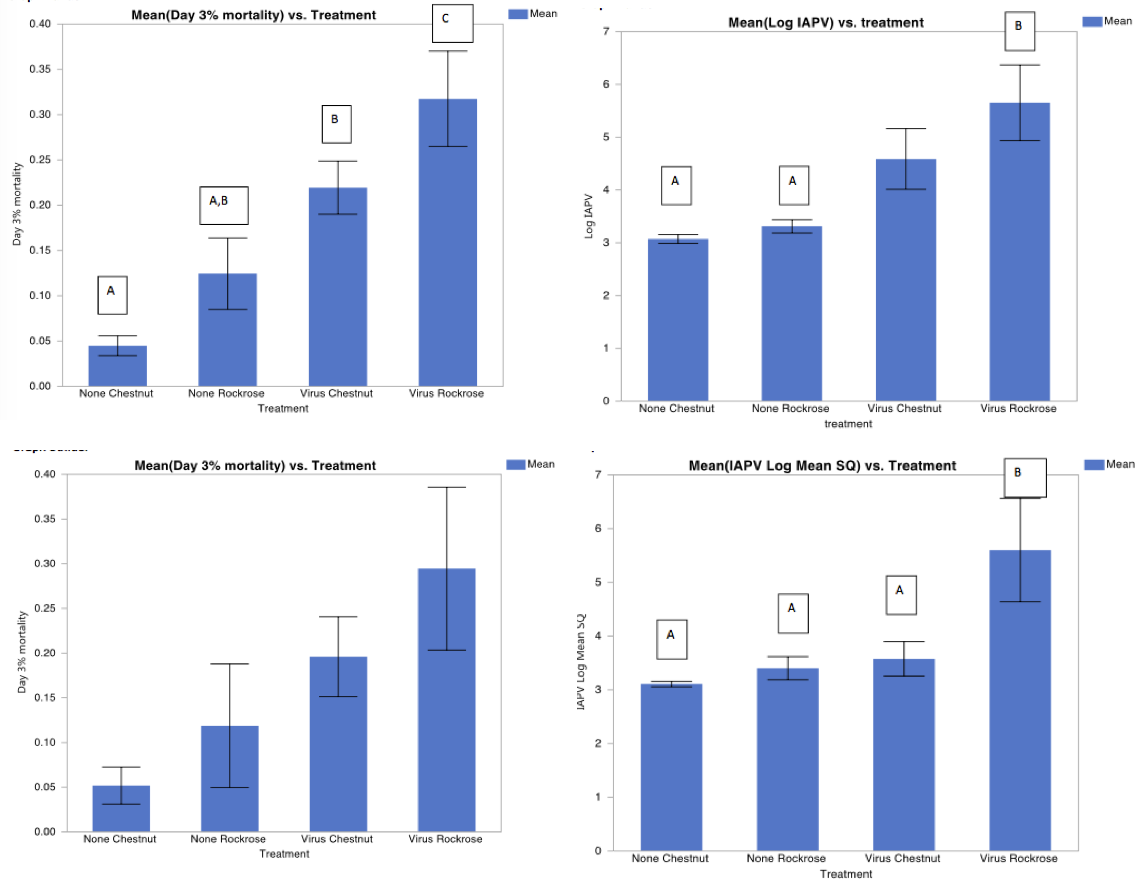 Mean(Day 3% mortality) vs. Treatment
Mean
C
B
A,B
A
0.40
0.35
0.30
0.25
0.20
0.15
0.10
0.05
0.00
Day 3% mortality
None Chestnut None Rockrose Virus Chestnut Virus Rockrose
Treatment
Mean(Log IAPV) vs. treatment
Mean
B
A A
7
6
5
4
3
2
1
0
Log IAPV
None Chestnut None Rockrose Virus Chestnut Virus Rockrose
treatment
Mean(Day 3% mortality) vs. Treatment
Mean
0.40
0.35
0.30
0.25
0.20
0.15
0.10
0.05
0.00
Day 3% mortality
None Chestnut None Rockrose Virus Chestnut Virus Rockrose
Treatment
Mean(IAPV Log Mean SQ) vs. Treatment
Mean
B
A
A
A
7
6
5
4
3
2
1
0
IAPV Log Mean SQ
None Chestnut None Rockrose Virus Chestnut Virus Rockrose
Treatment